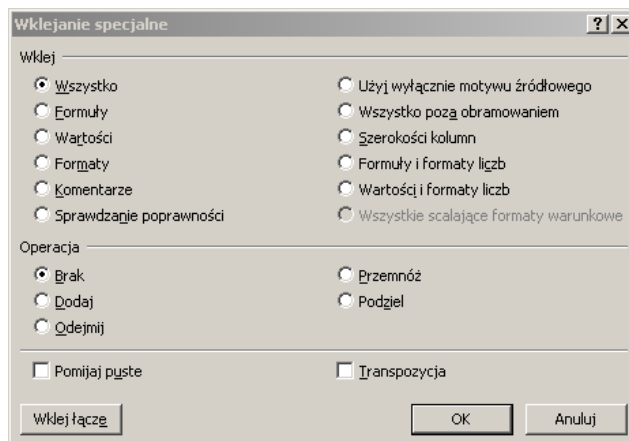 Wklejanie specjalne
Wklej
Wszystko
Użyj wyłącznie motywu źródłowego
Formuły
Wszystko poza obramowaniem
Wartości
Szerokości kolumn
Formaty
Formuły i formaty liczb
Komentarze
Wartości i formaty liczb
Sprawdzanie poprawności
Wszystkie scalające formaty warunkowe
Operacja
Brak
Przemnóż
Dodaj
Podziel
Odejmij
Pomijaj puste
Transpozycja
Wklej łącze
OK
Anuluj